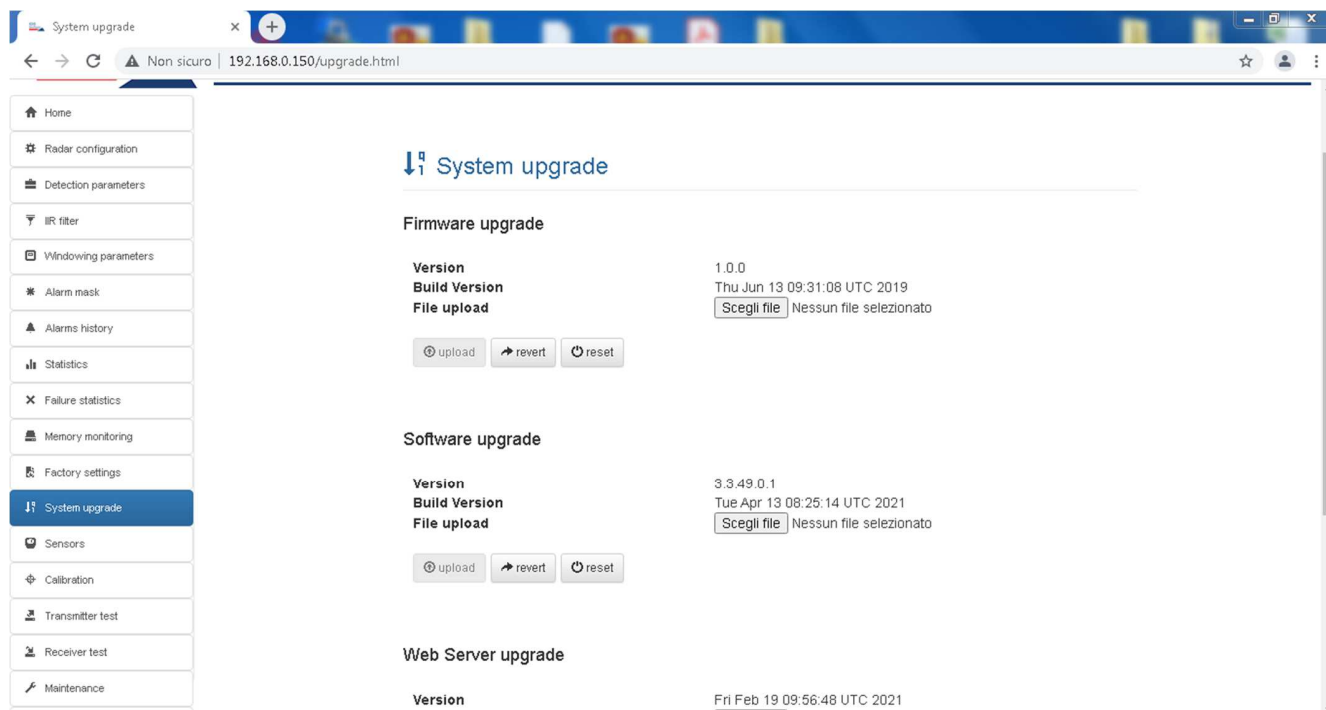 System upgrade
Non sicuro | 192.168.0.150/upgrade.html
Home
Radar configuration
Detection parameters
IIR filter
Windowing parameters
Alarm mask
Alarms history
Statistics
Failure statistics
Memory monitoring
Factory settings
System upgrade
Sensors
Calibration
Transmitter test
Receiver test
Maintenance
System upgrade
Firmware upgrade
Version 1.0.0
Build Version Thu Jun 13 09:31:08 UTC 2019
File upload Scegli file Nessun file selezionato
upload revert reset
Software upgrade
Version 3.3.49.0.1
Build Version Tue Apr 13 08:25:14 UTC 2021
File upload Scegli file Nessun file selezionato
upload revert reset
Web Server upgrade
Version Fri Feb 19 09:56:48 UTC 2021